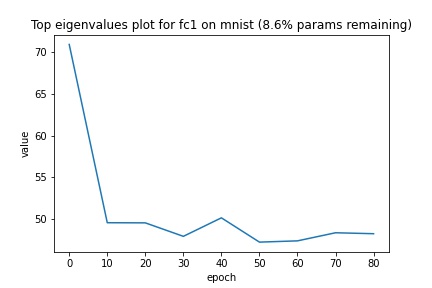 Top eigenvalues plot for fc1 on mnist (8.6% params remaining)
70
65
60
55
50
value
0 10 20 30 40 50 60 70 80
epoch